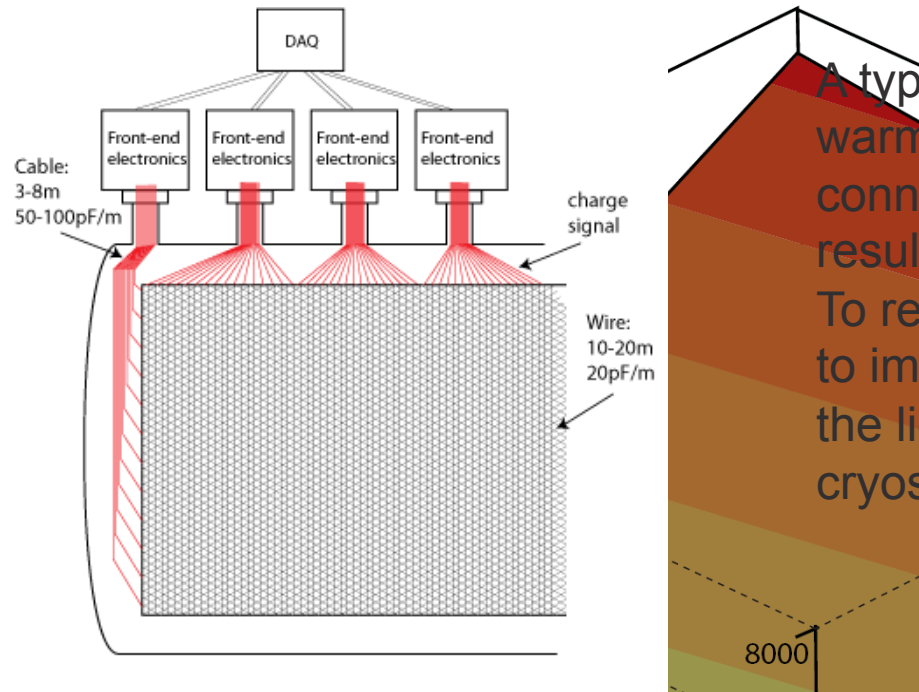 DAQ
Front-end
electronics
Front-end
electronics
Front-end
electronics
Front-end
electronics
Cable:
3-8m
50-100pF/m
charge
signal
Wire:
10-20m
20pF/m
A typ
warm
conn
resul
To re
to im
the li
cryos
8000